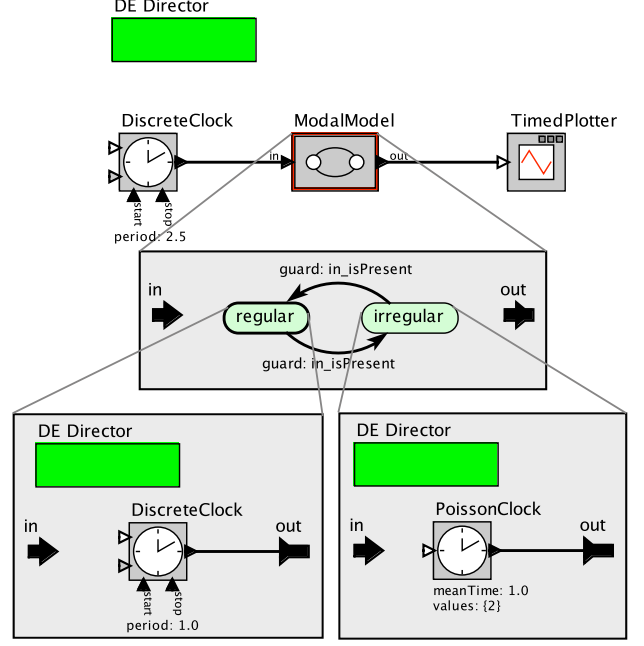 DE Director
DiscreteClock
ModalModel
TimedPlotter
in
out
start
stop
period: 2.5
in
guard: in_isPresent
out
regular
irregular
guard: in_isPresent
DE Director
DiscreteClock
in
out
start
stop
period: 1.0
DE Director
PoissonClock
in
out
meanTime: 1.0
values: {2}